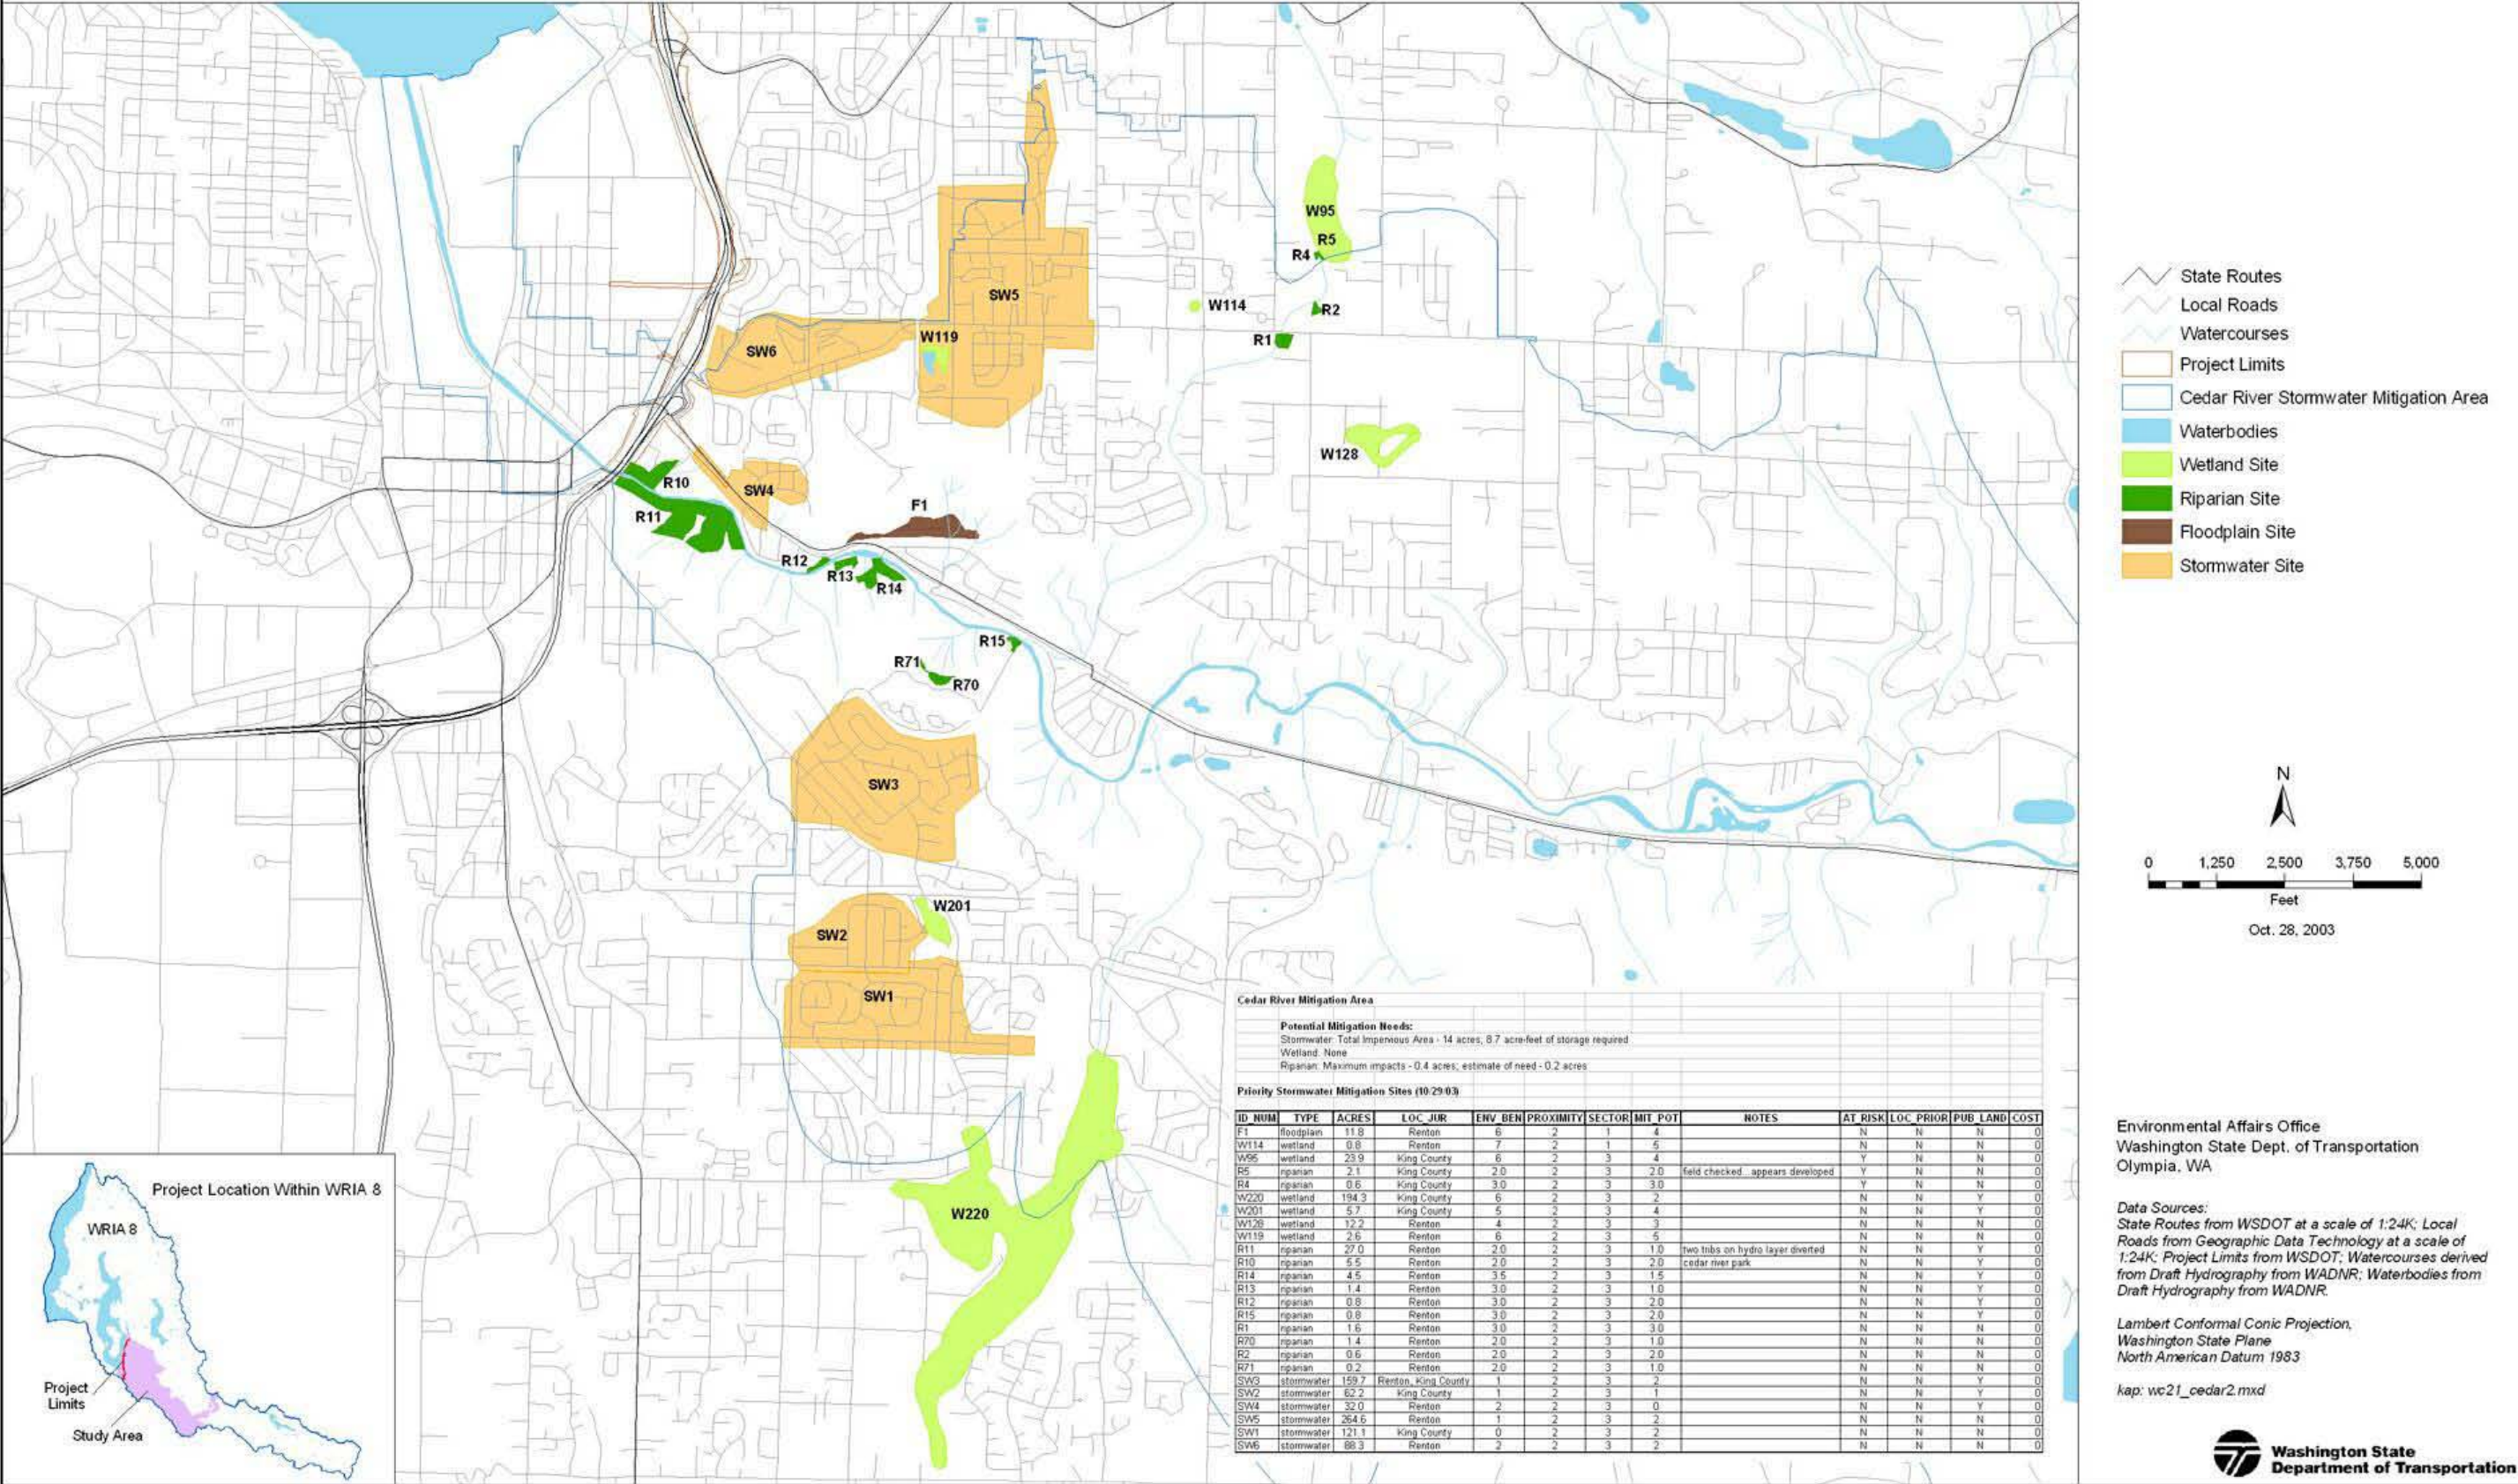 W95
R5
R4
W114
R2
R1
SW5
W119
SW6
W128
R10
SW4
R11
F1
R12
R13
R14
R15
R71
R70
SW3
W201
SW2
SW1
W220
State Routes
Local Roads
Watercourses
Project Limits
Cedar River Stormwater Mitigation Area
Waterbodies
Wetland Site
Riparian Site
Floodplain Site
Stormwater Site
N
0 1,250 2,500 3,750 5,000
Feet
Oct. 28, 2003
Cedar River Mitigation Area
Potential Mitigation Needs:
Stormwater: Total Impervious Area - 14 acres, 8.7 acre-feet of storage required
Wetland: None
Riparian: Maximum impacts - 0.4 acres; estimate of need - 0.2 acres
Priority Stormwater Mitigation Sites (10/29/03)
ID_NUM TYPE ACRES LOC_JUR ENV_BEN PROXIMITY SECTOR MIT_POT NOTES AT_RISK LOC_PRIOR PUB_LAND COST
F1 floodplain 11.8 Renton 6 2 1 4 N N N 0
W114 wetland 0.8 Renton 7 2 1 5 N N N 0
W95 wetland 23.9 King County 6 2 3 4 Y N N 0
R5 riparian 2.1 King County 2.0 2 3 2.0 field checked...appears developed Y N N 0
R4 riparian 0.6 King County 3.0 2 3 3.0 Y N N 0
W220 wetland 194.3 King County 6 2 3 2 N N Y 0
W201 wetland 5.7 King County 5 2 3 4 N N Y 0
W128 wetland 12.2 Renton 4 2 3 3 N N N 0
W119 wetland 2.6 Renton 6 2 3 5 N N N 0
R11 riparian 27.0 Renton 2.0 2 3 1.0 two tribs on hydro layer diverted N N Y 0
R10 riparian 5.5 Renton 2.0 2 3 2.0 cedar river park N N Y 0
R14 riparian 4.5 Renton 3.5 2 3 1.5 N N Y 0
R13 riparian 1.4 Renton 3.0 2 3 1.0 N N Y 0
R12 riparian 0.8 Renton 3.0 2 3 2.0 N N Y 0
R15 riparian 0.8 Renton 3.0 2 3 2.0 N N Y 0
R1 riparian 1.6 Renton 3.0 2 3 3.0 N N N 0
R70 riparian 1.4 Renton 2.0 2 3 1.0 N N N 0
R2 riparian 0.6 Renton 2.0 2 3 2.0 N N N 0
R71 riparian 0.2 Renton 2.0 2 3 1.0 N N N 0
SW3 stormwater 159.7 Renton, King County 1 2 3 2 N N Y 0
SW2 stormwater 62.2 King County 1 2 3 1 N N Y 0
SW4 stormwater 32.0 Renton 2 2 3 0 N N Y 0
SW5 stormwater 264.6 Renton 1 2 3 2 N N N 0
SW1 stormwater 121.1 King County 0 2 3 2 N N N 0
SW6 stormwater 88.3 Renton 2 2 3 2 N N N 0
Project Location Within WRIA 8
WRIA 8
Project
Limits
Study Area
Environmental Affairs Office
Washington State Dept. of Transportation
Olympia, WA
Data Sources:
State Routes from WSDOT at a scale of 1:24K; Local
Roads from Geographic Data Technology at a scale of
1:24K; Project Limits from WSDOT; Watercourses derived
from Draft Hydrography from WADNR; Waterbodies from
Draft Hydrography from WADNR.
Lambert Conformal Conic Projection,
Washington State Plane
North American Datum 1983
kap: wc21_cedar2.mxd
Washington State
Department of Transportation